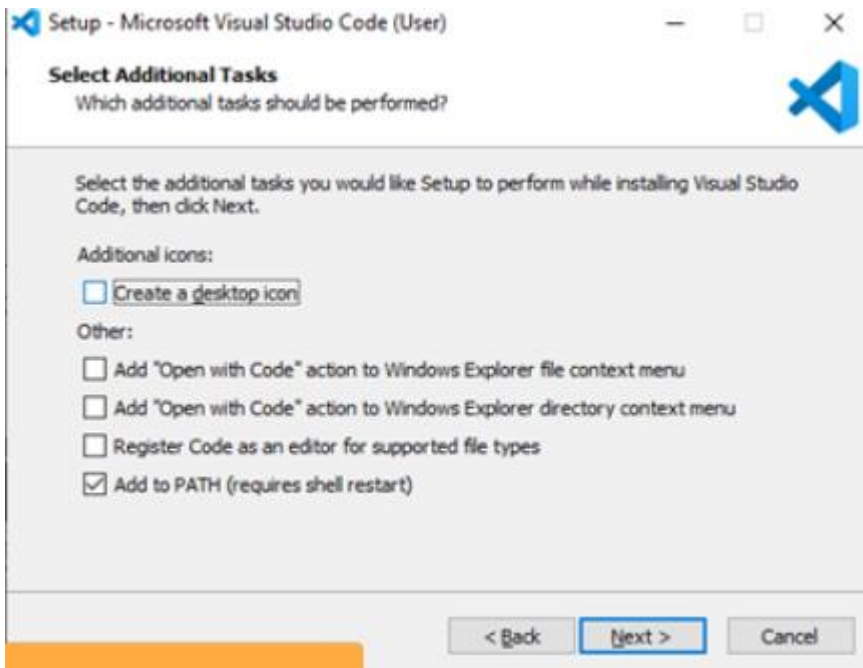 Setup - Microsoft Visual Studio Code (User)
Select Additional Tasks
Which additional tasks should be performed?
Select the additional tasks you would like Setup to perform while installing Visual Studio
Code, then click Next.
Additional icons:
Create a desktop icon
Other:
Add "Open with Code" action to Windows Explorer file context menu
Add "Open with Code" action to Windows Explorer directory context menu
Register Code as an editor for supported file types
Add to PATH (requires shell restart)
< Back Next > Cancel